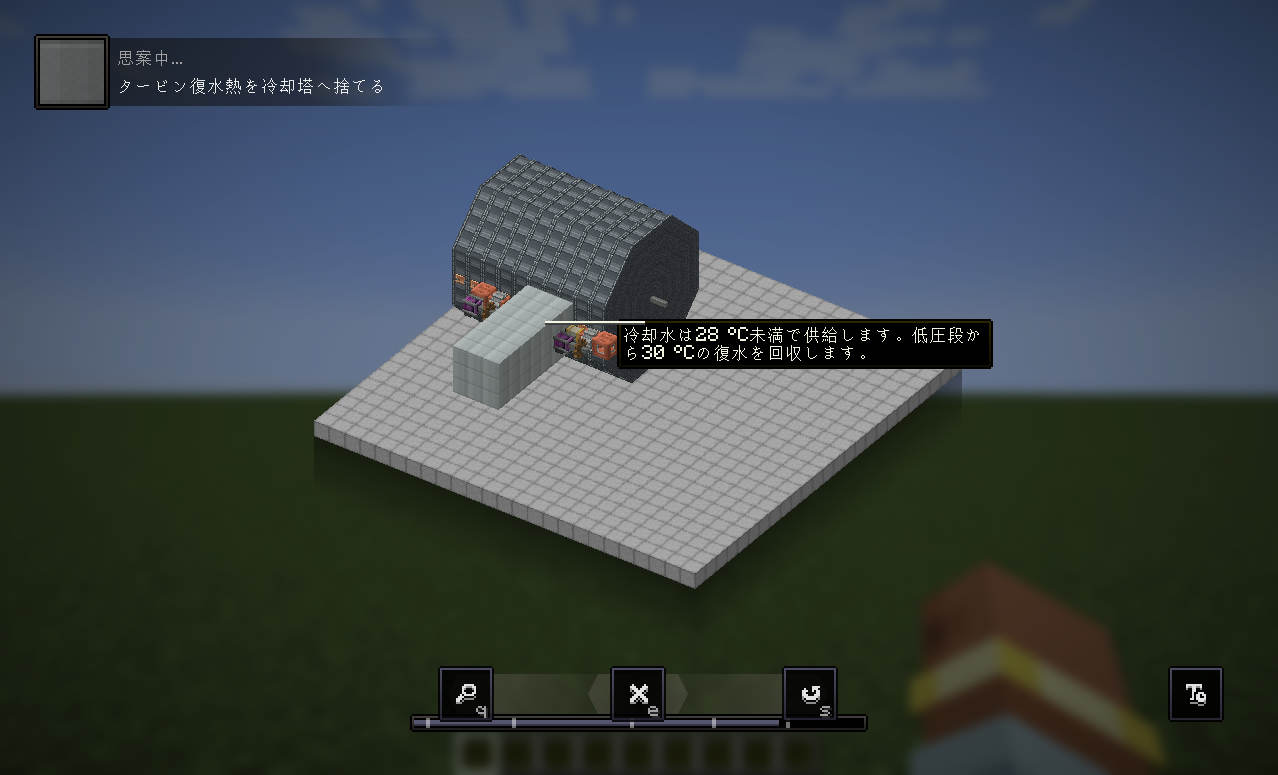 思案中...
タービン復水熱を冷却塔へ捨てる
冷却水は28 ℃未満で供給します。低圧段か
ら30 ℃の復水を回収します。
q
e
s
T